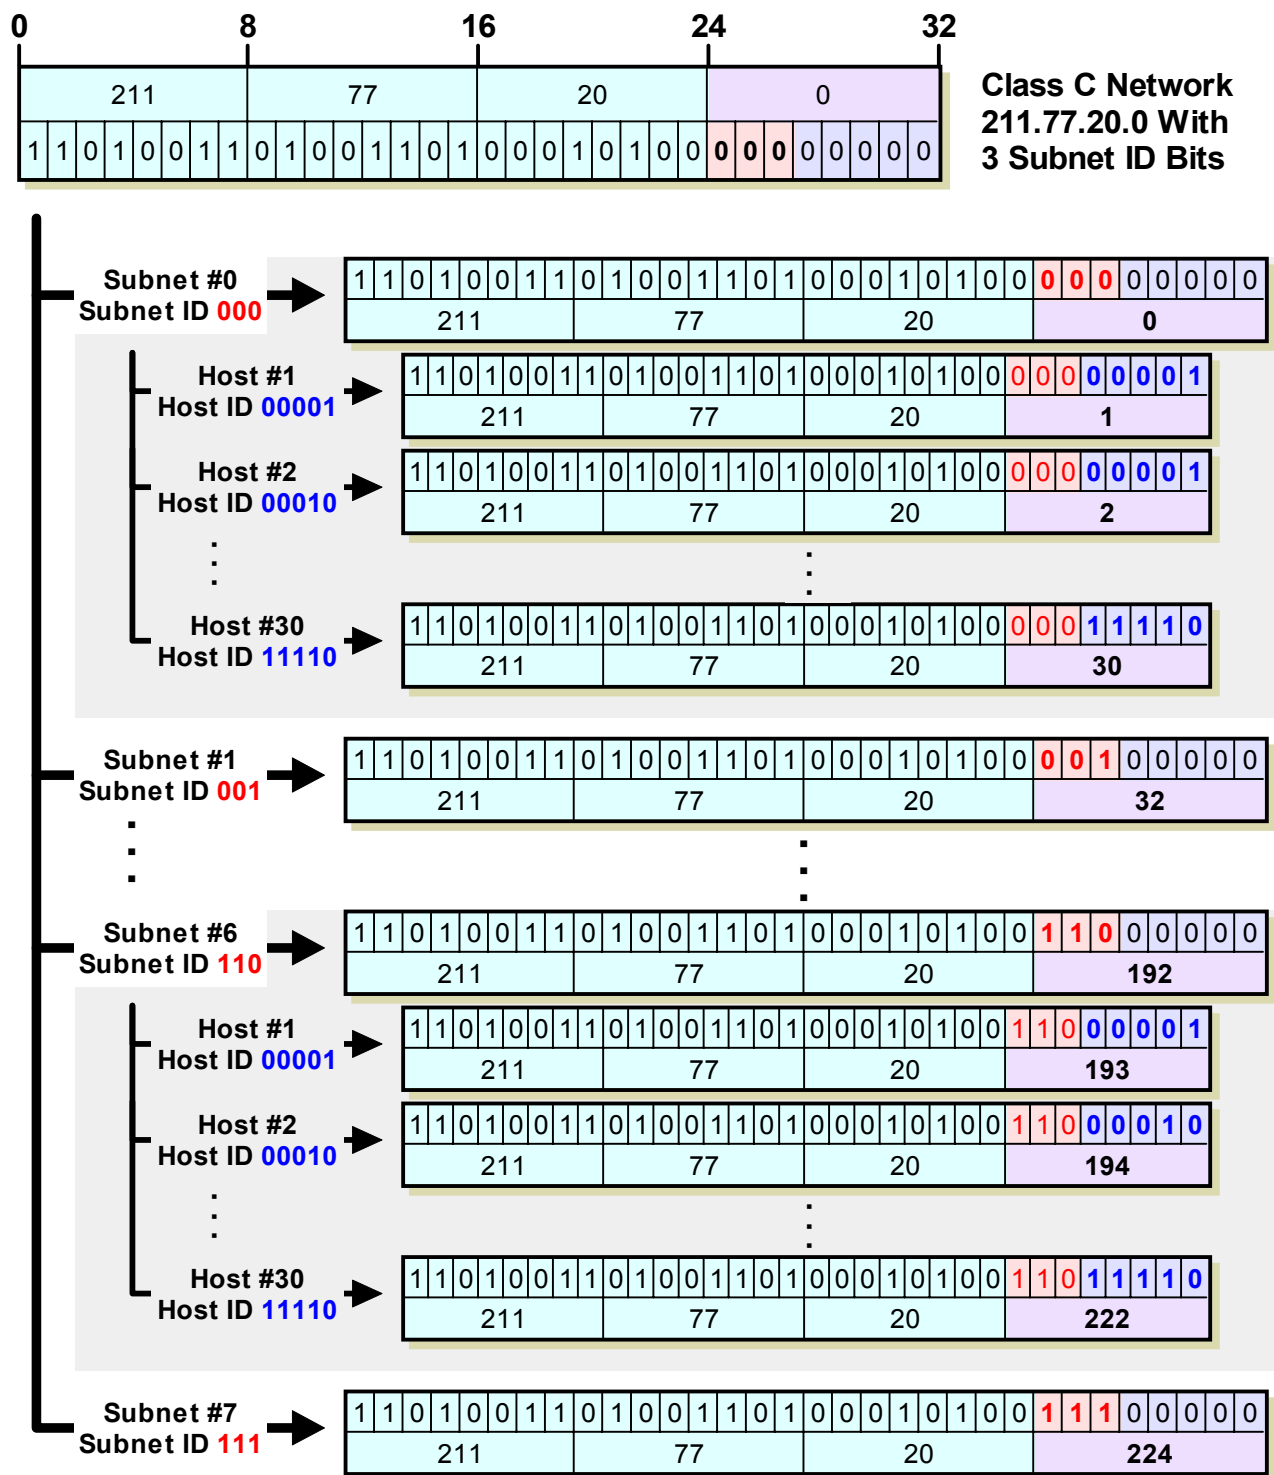 0 8 16 24 32
211 77 20 0
1 1 0 1 0 0 1 1 0 1 0 0 1 1 0 1 0 0 0 1 0 1 0 0 0 0 0 0 0 0 0 0
Class C Network
211.77.20.0 With
3 Subnet ID Bits
Subnet #0
Subnet ID 000
1 1 0 1 0 0 1 1 0 1 0 0 1 1 0 1 0 0 0 1 0 1 0 0 0 0 0 0 0 0 0 0
211 77 20 0
Host #1
Host ID 00001
1 1 0 1 0 0 1 1 0 1 0 0 1 1 0 1 0 0 0 1 0 1 0 0 0 0 0 0 0 0 0 1
211 77 20 1
Host #2
Host ID 00010
1 1 0 1 0 0 1 1 0 1 0 0 1 1 0 1 0 0 0 1 0 1 0 0 0 0 0 0 0 0 0 1
211 77 20 2
Host #30
Host ID 11110
1 1 0 1 0 0 1 1 0 1 0 0 1 1 0 1 0 0 0 1 0 1 0 0 0 0 0 1 1 1 1 0
211 77 20 30
Subnet #1
Subnet ID 001
1 1 0 1 0 0 1 1 0 1 0 0 1 1 0 1 0 0 0 1 0 1 0 0 0 0 1 0 0 0 0 0
211 77 20 32
Subnet #6
Subnet ID 110
1 1 0 1 0 0 1 1 0 1 0 0 1 1 0 1 0 0 0 1 0 1 0 0 1 1 0 0 0 0 0 0
211 77 20 192
Host #1
Host ID 00001
1 1 0 1 0 0 1 1 0 1 0 0 1 1 0 1 0 0 0 1 0 1 0 0 1 1 0 0 0 0 0 1
211 77 20 193
Host #2
Host ID 00010
1 1 0 1 0 0 1 1 0 1 0 0 1 1 0 1 0 0 0 1 0 1 0 0 1 1 0 0 0 0 1 0
211 77 20 194
Host #30
Host ID 11110
1 1 0 1 0 0 1 1 0 1 0 0 1 1 0 1 0 0 0 1 0 1 0 0 1 1 0 1 1 1 1 0
211 77 20 222
Subnet #7
Subnet ID 111
1 1 0 1 0 0 1 1 0 1 0 0 1 1 0 1 0 0 0 1 0 1 0 0 1 1 1 0 0 0 0 0
211 77 20 224